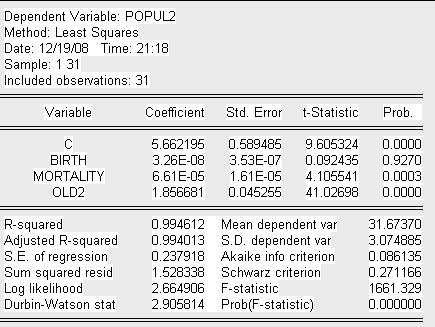 Dependent Variable: POPUL2
Method: Least Squares
Date: 12/19/08 Time: 21:18
Sample: 1 31
Included observations: 31
Variable Coefficient Std. Error t-Statistic Prob.
C 5.662195 0.589485 9.605324 0.0000
BIRTH 3.26E-08 3.53E-07 0.092435 0.9270
MORTALITY 6.61E-05 1.61E-05 4.105541 0.0003
OLD2 1.856681 0.045255 41.02698 0.0000
R-squared 0.994612 Mean dependent var 31.67370
Adjusted R-squared 0.994013 S.D. dependent var 3.074885
S.E. of regression 0.237918 Akaike info criterion 0.086135
Sum squared resid 1.528338 Schwarz criterion 0.271166
Log likelihood 2.664906 F-statistic 1661.329
Durbin-Watson stat 2.905814 Prob(F-statistic) 0.000000